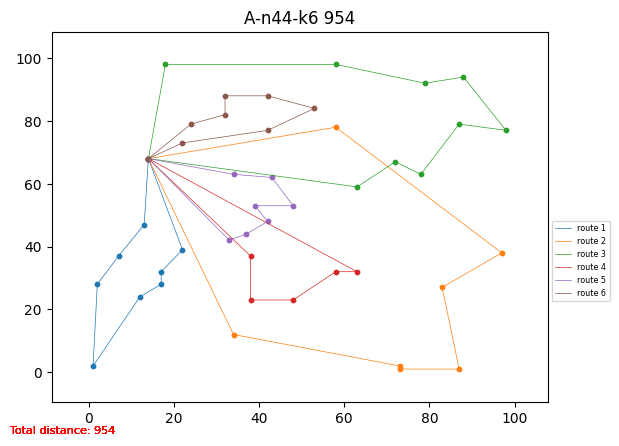 A-n44-k6 954
100
80
60
40
20
0
0 20 40 60 80 100
route 1
route 2
route 3
route 4
route 5
route 6
Total distance: 954